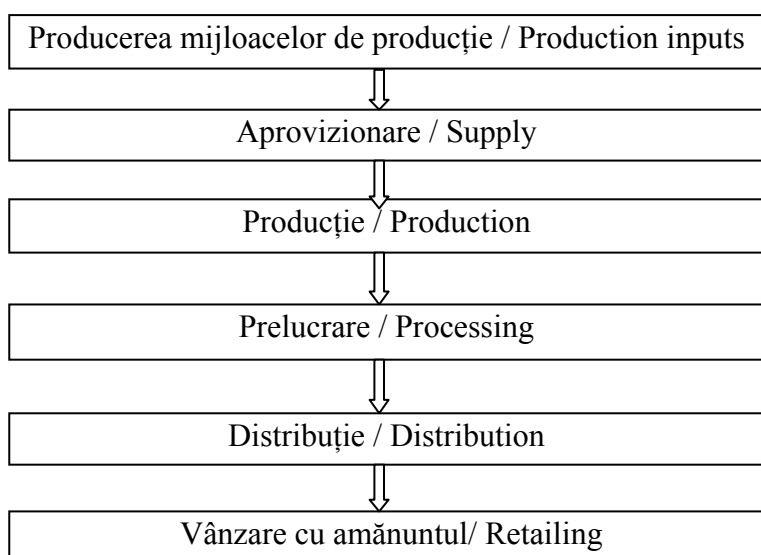 Producerea mijloacelor de producție / Production inputs
Aprovizionare / Supply
Producție / Production
Prelucrare / Processing
Distribuție / Distribution
Vânzare cu amănuntul/ Retailing